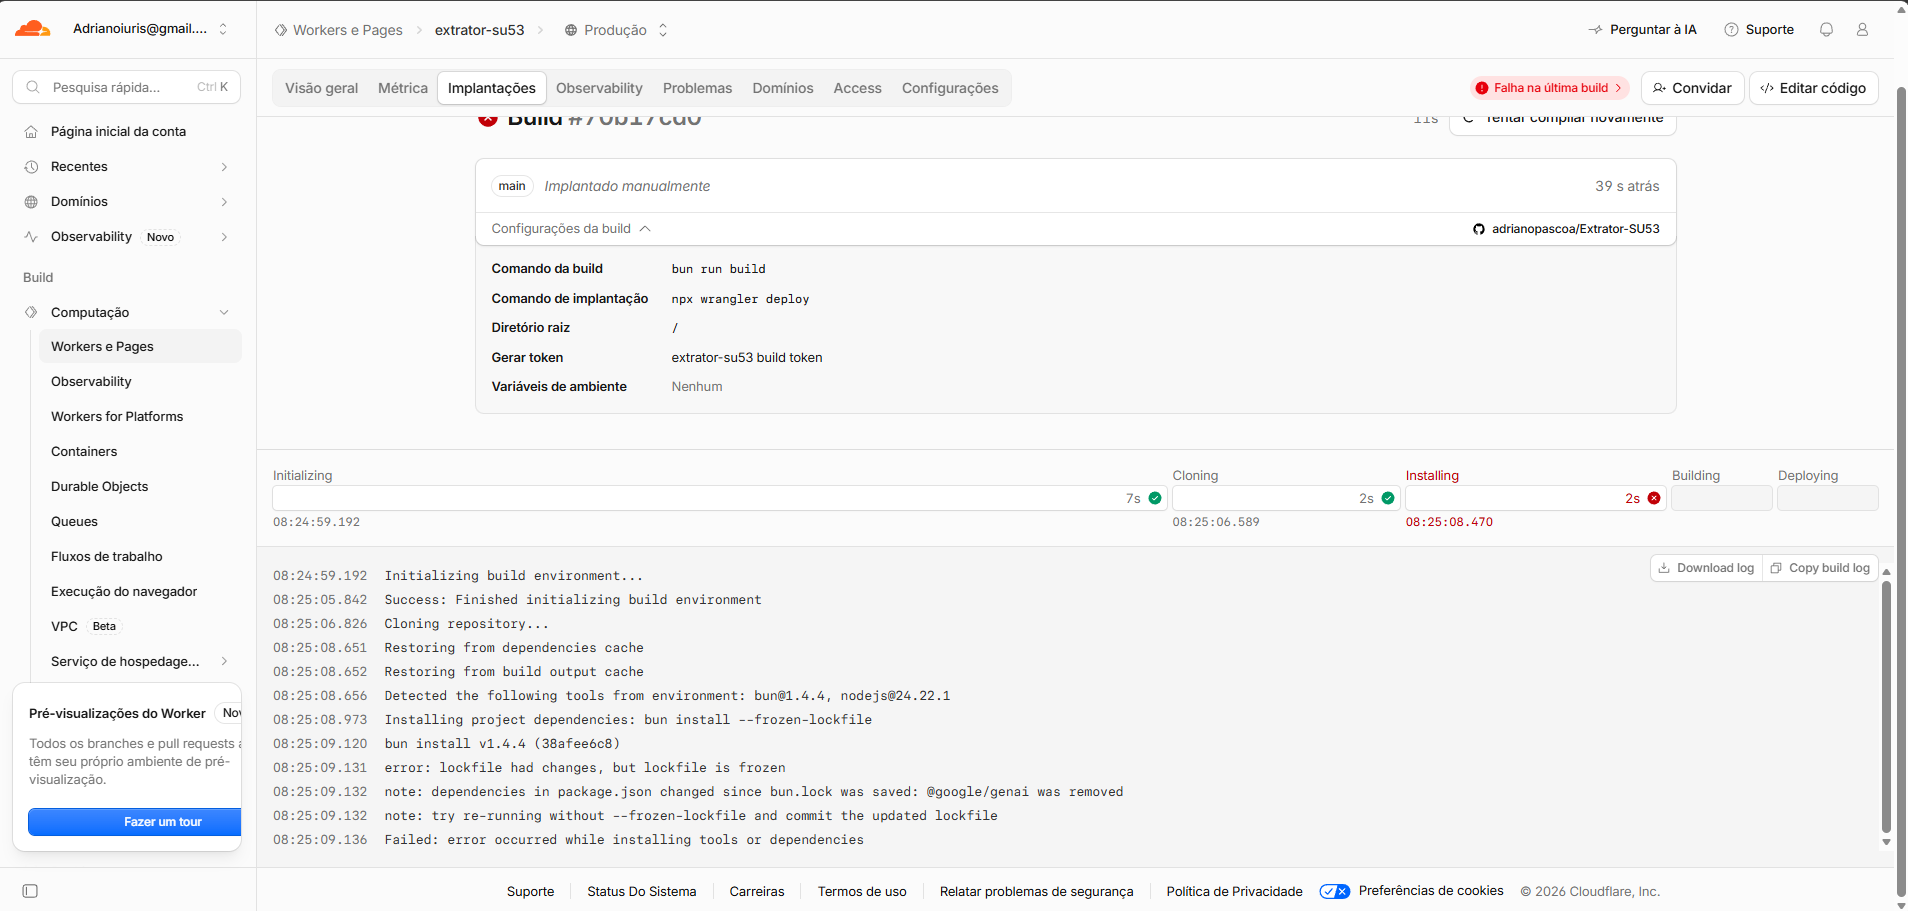 Adrianoiuris@gmail....
Workers e Pages
extrator-su53
Produção
Perguntar à IA
Suporte
Pesquisa rápida...
Ctrl K
Visão geral
Métrica
Implantações
Observability
Problemas
Domínios
Access
Configurações
Falha na última build
Convidar
Editar código
Página inicial da conta
Recentes
Domínios
Observability Novo
Build
Computação
Workers e Pages
Observability
Workers for Platforms
Containers
Durable Objects
Queues
Fluxos de trabalho
Execução do navegador
VPC Beta
Serviço de hospedage...
Pré-visualizações do Worker Nov
Todos os branches e pull requests a
têm seu próprio ambiente de pré-
visualização.
Fazer um tour
Build #70b17cd0
11s
Tentar compilar novamente
main Implantado manualmente
39 s atrás
Configurações da build
adrianopascoa/Extrator-SU53
Comando da build bun run build
Comando de implantação npx wrangler deploy
Diretório raiz /
Gerar token extrator-su53 build token
Variáveis de ambiente Nenhum
Initializing
7s
08:24:59.192
Cloning
2s
08:25:06.589
Installing
2s
08:25:08.470
Building
Deploying
Download log
Copy build log
08:24:59.192 Initializing build environment...
08:25:05.842 Success: Finished initializing build environment
08:25:06.826 Cloning repository...
08:25:08.651 Restoring from dependencies cache
08:25:08.652 Restoring from build output cache
08:25:08.656 Detected the following tools from environment: bun@1.4.4, nodejs@24.22.1
08:25:08.973 Installing project dependencies: bun install --frozen-lockfile
08:25:09.120 bun install v1.4.4 (38afee6c8)
08:25:09.131 error: lockfile had changes, but lockfile is frozen
08:25:09.132 note: dependencies in package.json changed since bun.lock was saved: @google/genai was removed
08:25:09.132 note: try re-running without --frozen-lockfile and commit the updated lockfile
08:25:09.136 Failed: error occurred while installing tools or dependencies
Suporte
Status Do Sistema
Carreiras
Termos de uso
Relatar problemas de segurança
Política de Privacidade
Preferências de cookies
© 2026 Cloudflare, Inc.